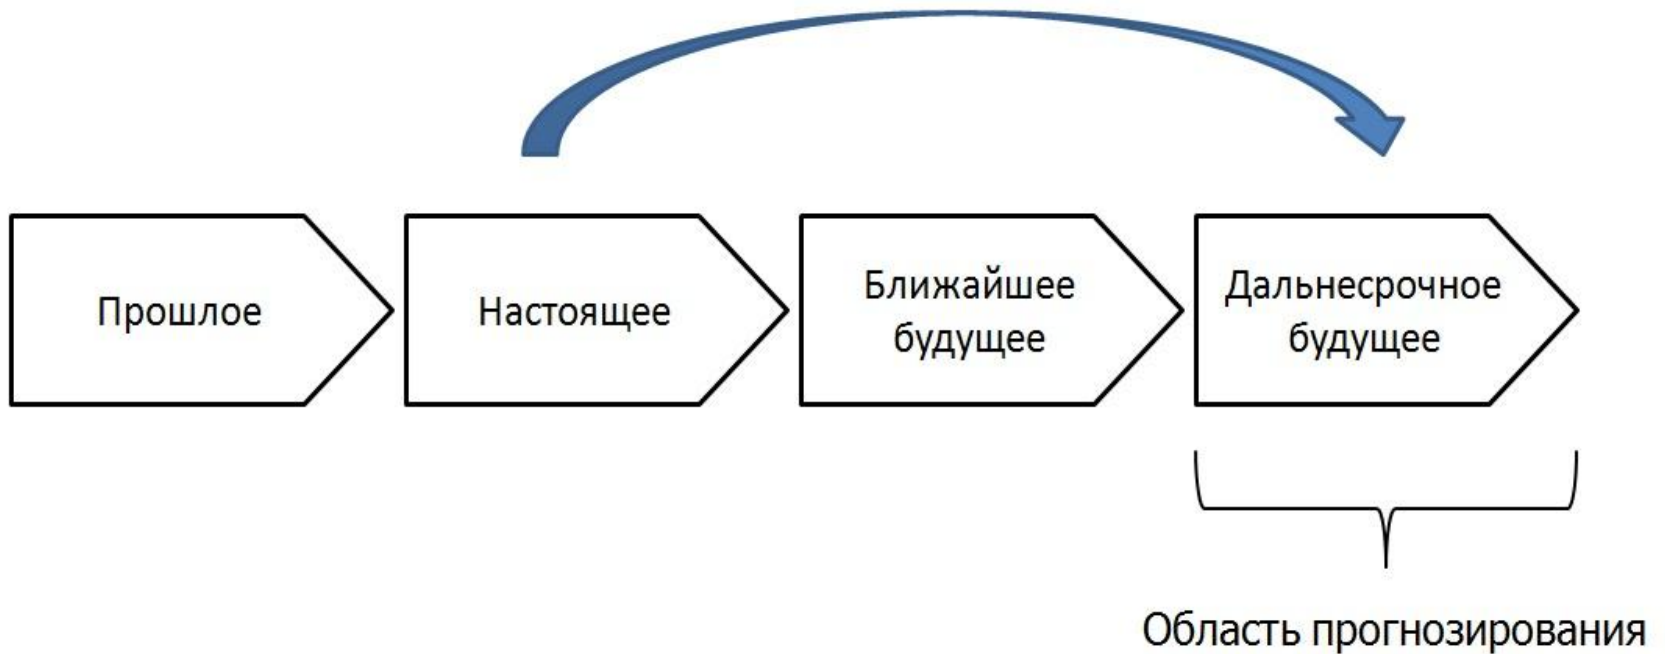 Прошлое
Настоящее
Ближайшее
будущее
Дальнесрочное
будущее
Область прогнозирования